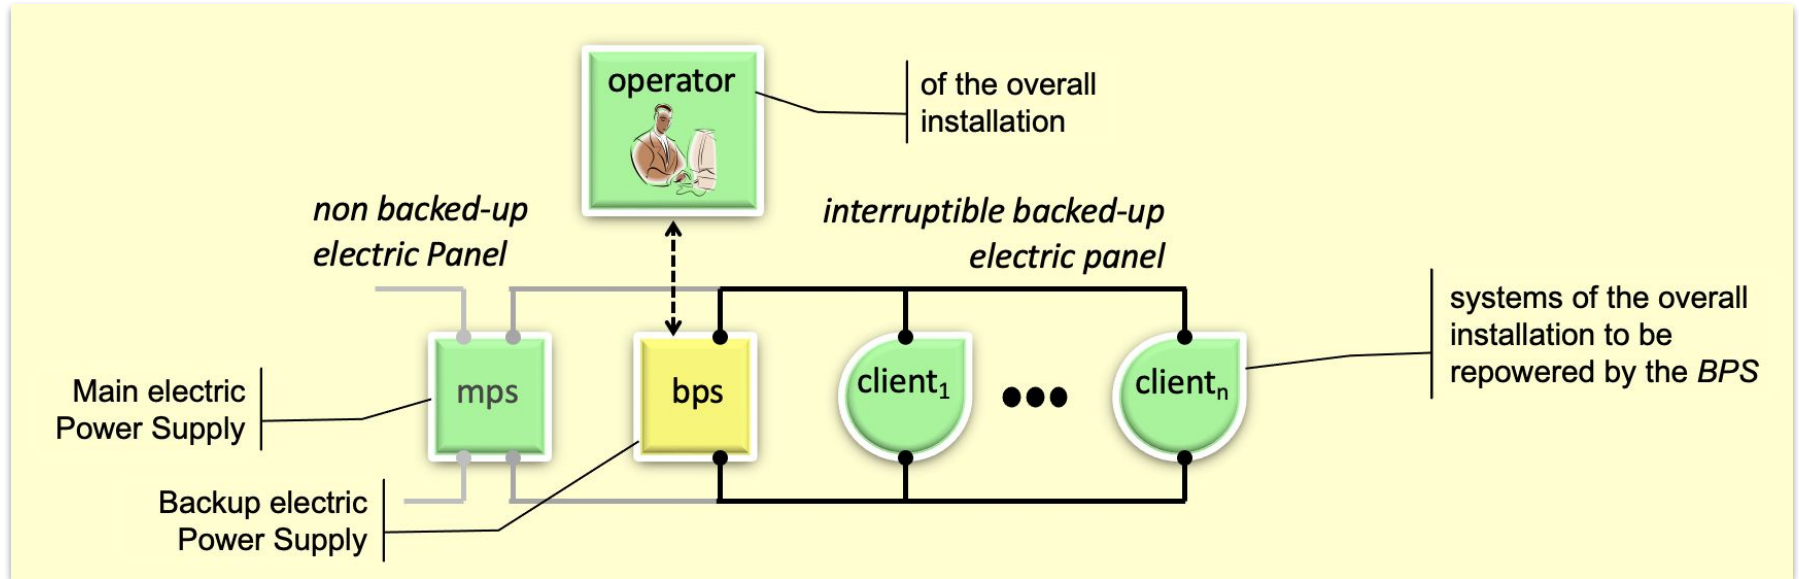 operator
of the overall
installation
non backed-up
electric Panel
interruptible backed-up
electric panel
systems of the overall
installation to be
repowered by the BPS
Main electric
Power Supply
mps
bps
client1
clientn
Backup electric
Power Supply